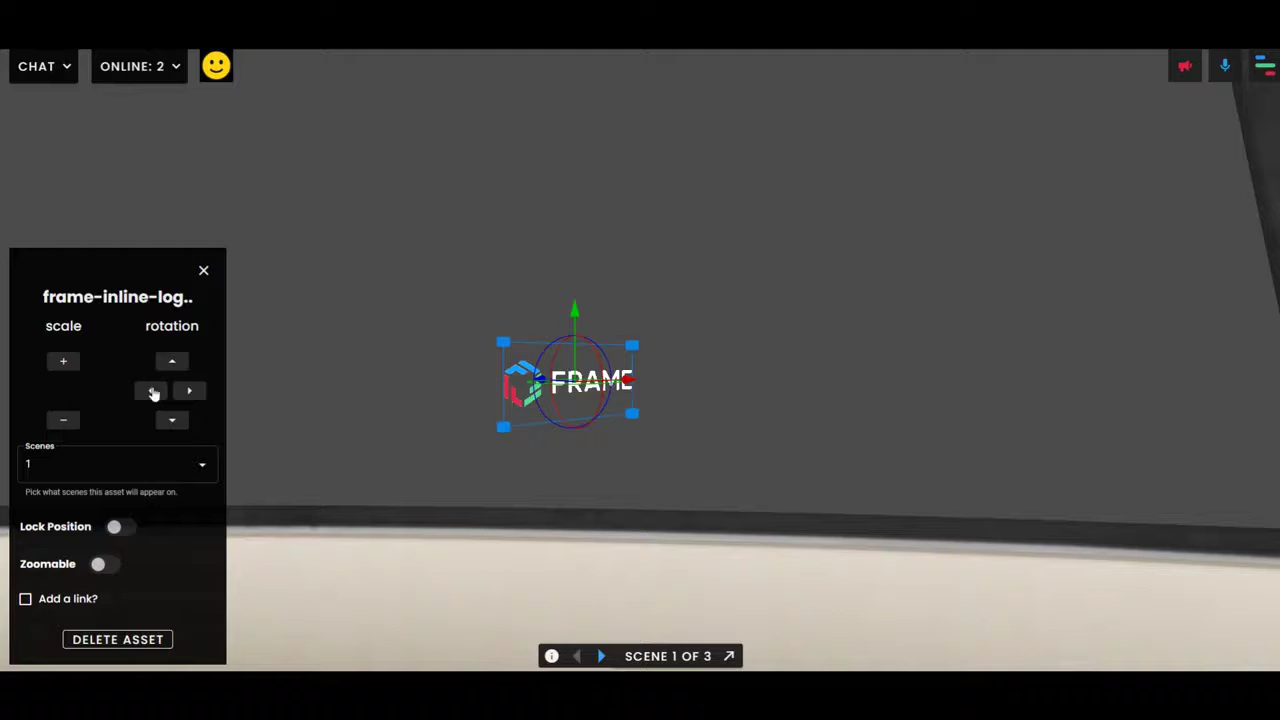 CHAT
ONLINE: 2
frame-inline-log..
scale
rotation
+
−
Scenes
1
Pick what scenes this asset will appear on.
Lock Position
Zoomable
Add a link?
DELETE ASSET
FRAME
SCENE 1 OF 3